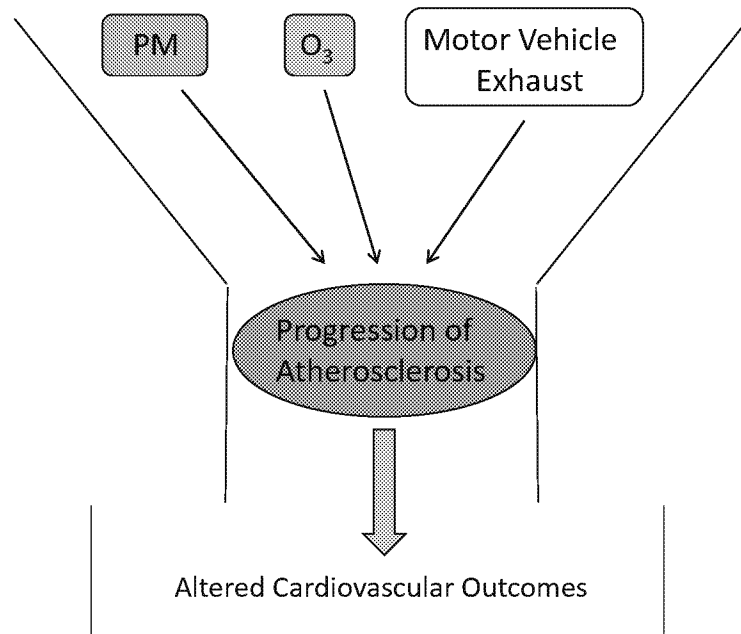 PM
O₃
Motor Vehicle
Exhaust
Progression of
Atherosclerosis
Altered Cardiovascular Outcomes